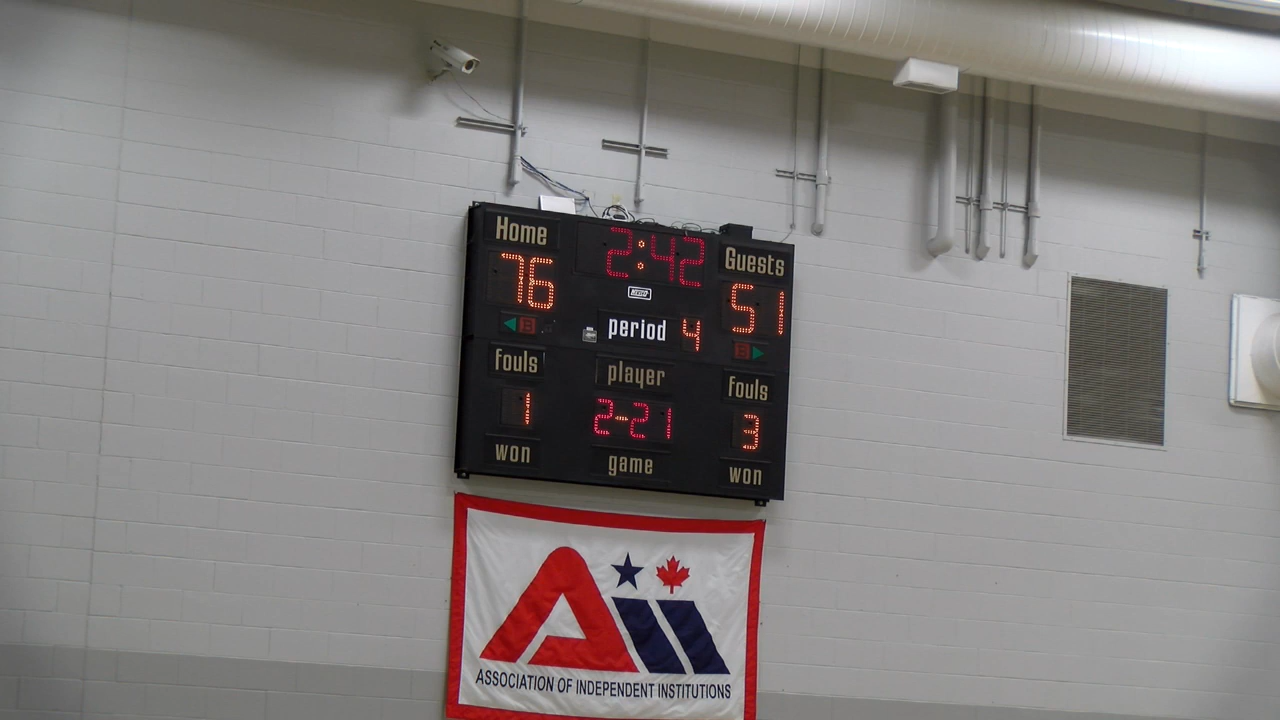 Home
2:42
Guests
76
51
period 4
B
B
fouls
player
fouls
1
2-21
3
won
game
won
ASSOCIATION OF INDEPENDENT INSTITUTIONS